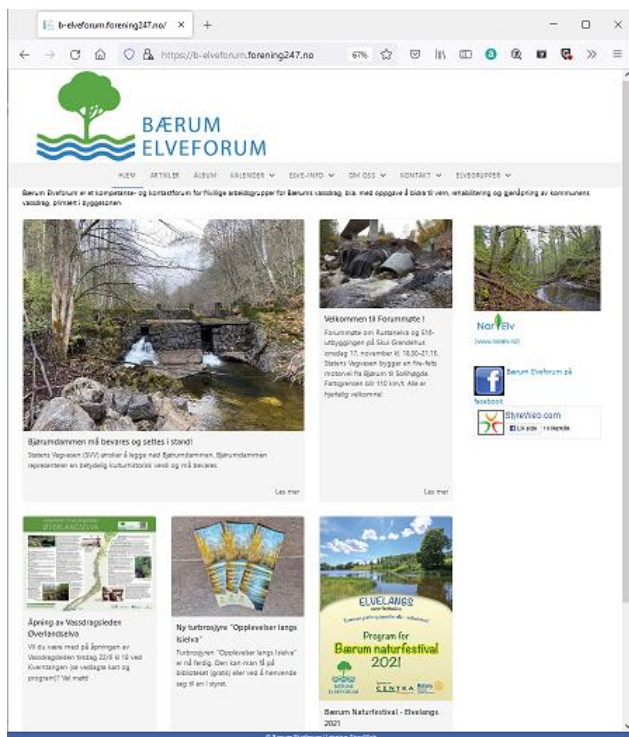 b-elveforum.forening247.no/
https://b-elveforum.forening247.no
67%
BÆRUM
ELVEFORUM
HJEM ARTIKLER ALBUM KALENDER ELVE-INFO OM OSS KONTAKT ELVEGRUPPER
Bærum Elveforum er et kompetanse- og kontaktforum for frivillige arbeidsgrupper for Bærums vassdrag, bla. med oppgave å bidra til vern, rehabilitering og gjenåpning av kommunens
vassdrag, primært i byggesonen.
Bjørumdammen må bevares og settes i stand!
Statens Vegvesen (SVV) ønsker å legge ned Bjørumdammen. Bjørumdammen
representerer en betydelig kulturhistorisk verdi og må bevares.
Les mer
Velkommen til Forummøte !
Forummøte om Rustanelva og E16-
utbyggingen på Skui Grendehus
onsdag 17. november kl. 18.30-21.15.
Statens Vegvesen bygger en fire-felts
motorvei fra Bjørum til Sollihøgda.
Fartsgrensen blir 110 km/t. Alle er
hjertelig velkomne!
Les mer
NorElv
(www.norelv.no)
Bærum Elveforum på
facebook
StyreWeb.com
Lik side
ØVERLANDSELVA
Åpning av Vassdragsleden
Øverlandselva
Vil du være med på åpningen av
Vassdragsleden tirsdag 22/6 kl 18 ved
Kverntangen (se vedlagte kart og
program)? Vel møtt!
Ny turbrosjyre "Opplevelser langs
Isielva"
Turbrosjyren "Opplevelser langs Isielva"
er nå ferdig. Den kan man få på
biblioteket (gratis) eller ved å henvende
seg til en i styret.
ELVELANGS
Program for
Bærum naturfestival
2021
BÆRUM
ELVEFORUM
CENTRA
Rotary
Bærum Naturfestival - Elvelangs
2021